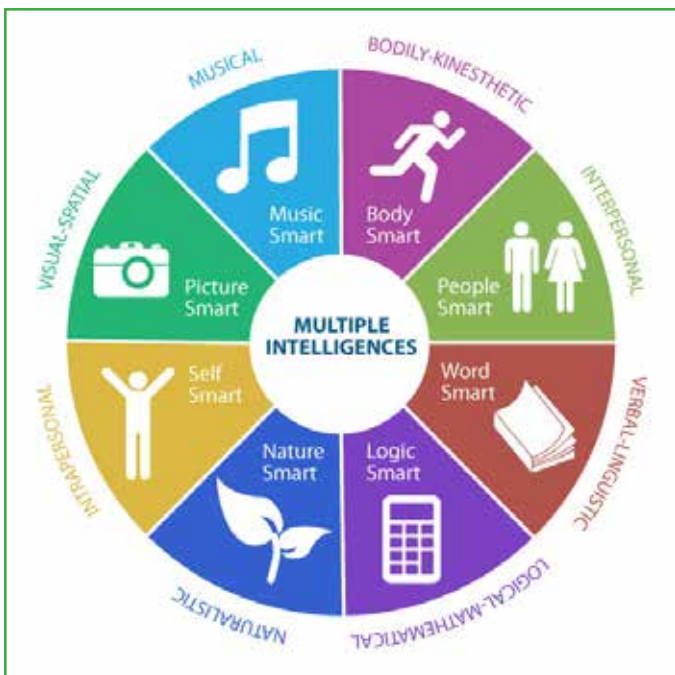 MUSICAL
BODILY-KINESTHETIC
INTERPERSONAL
VERBAL-LINGUISTIC
LOGICAL-MATHEMATICAL
NATURALISTIC
INTRAPERSONAL
VISUAL-SPATIAL
Music
Smart
Body
Smart
People
Smart
Word
Smart
Logic
Smart
Nature
Smart
Self
Smart
Picture
Smart
MULTIPLE
INTELLIGENCES